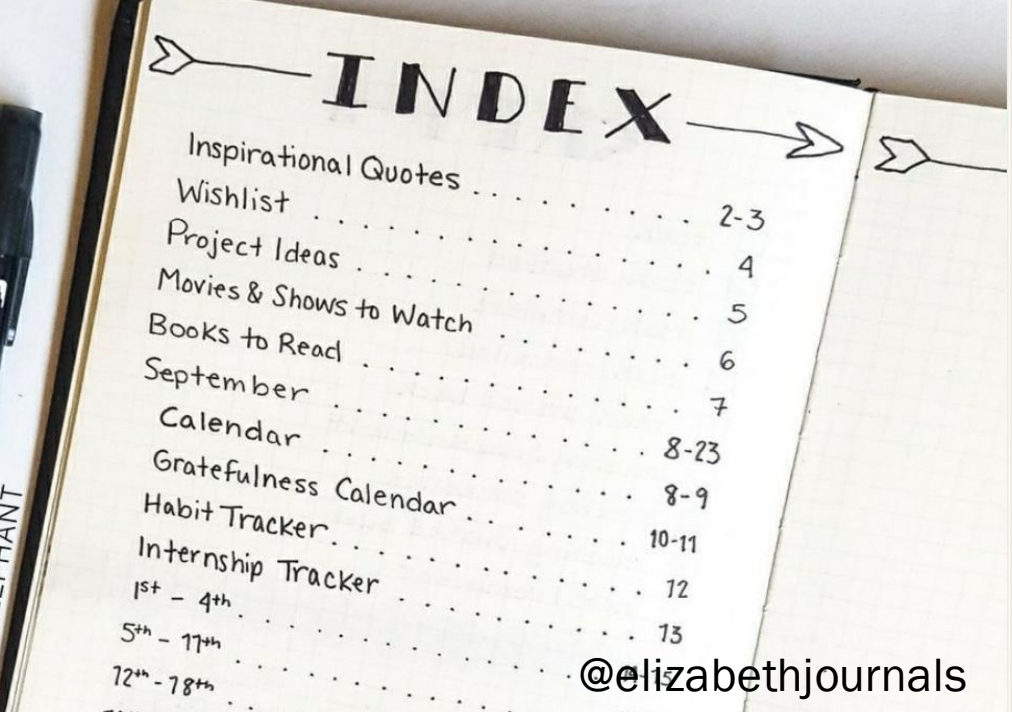 INDEX
Inspirational Quotes . . . . . . . . . . 2-3
Wishlist . . . . . . . . . . . . . . . . 4
Project Ideas . . . . . . . . . . . . . . 5
Movies & Shows to Watch . . . . . . . . 6
Books to Read . . . . . . . . . . . . . 7
September . . . . . . . . . . . . . . 8-23
Calendar . . . . . . . . . . . . . . 8-9
Gratefulness Calendar . . . . . . . 10-11
Habit Tracker . . . . . . . . . . . . . 12
Internship Tracker . . . . . . . . . . 13
1st - 4th . . . . . . . . . . . . . .
5th - 11th . . . . . . . . . . . .
12th - 18th . . . . . . . . . . .
@elizabethjournals